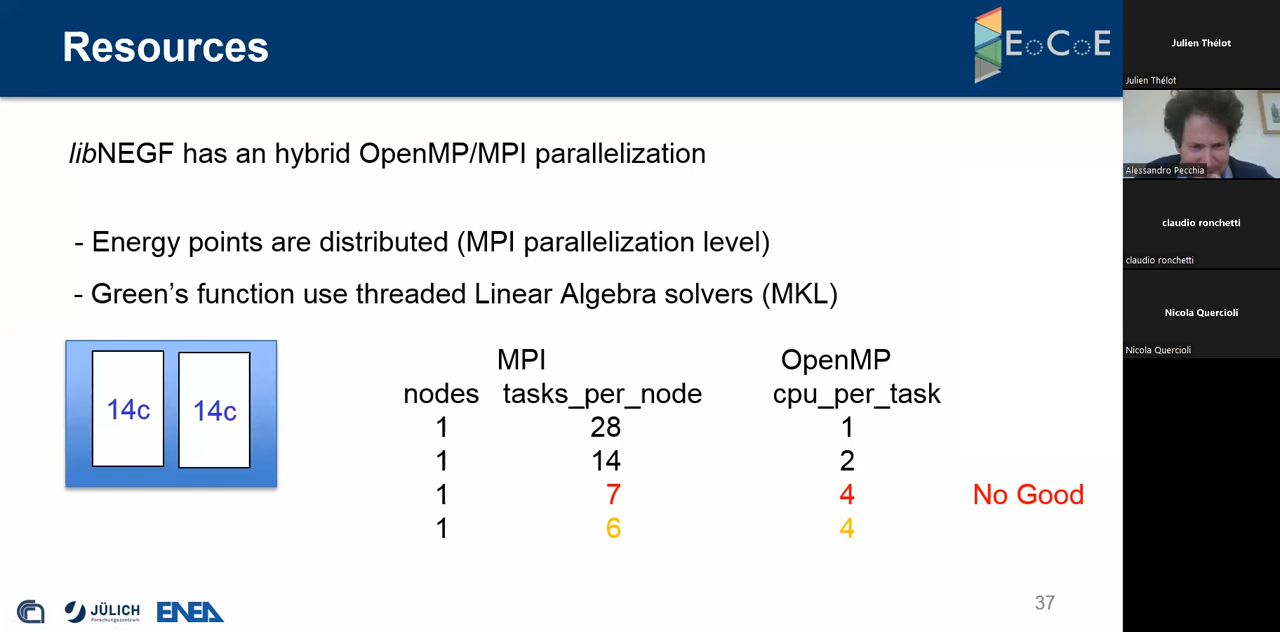 Resources
EoCoE
libNEGF has an hybrid OpenMP/MPI parallelization
- Energy points are distributed (MPI parallelization level)
- Green's function use threaded Linear Algebra solvers (MKL)
14c 14c
MPI OpenMP
nodes tasks_per_node cpu_per_task
1 28 1
1 14 2
1 7 4 No Good
1 6 4
JÜLICH
Forschungszentrum
ENEA
37
Julien Thélot
Julien Thélot
Alessandro Pecchia
claudio ronchetti
claudio ronchetti
Nicola Quercioli
Nicola Quercioli